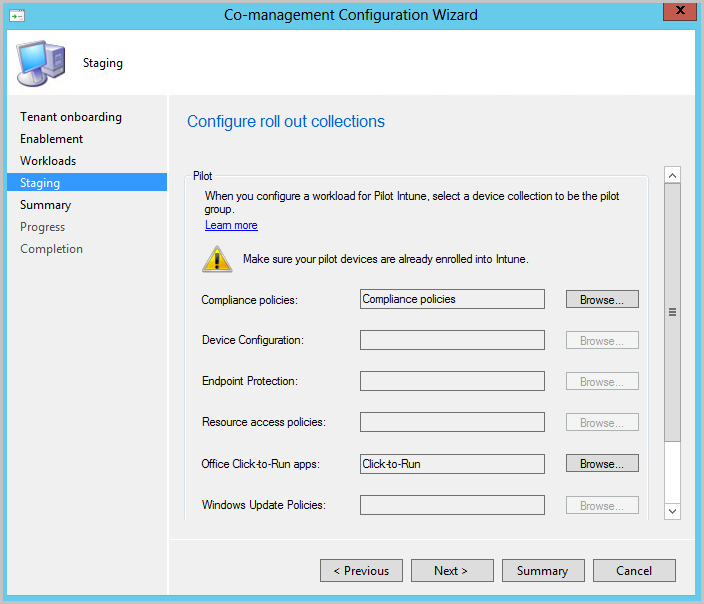 Co-management Configuration Wizard
X
Staging
Tenant onboarding
Enablement
Workloads
Staging
Summary
Progress
Completion
Configure roll out collections
Pilot
When you configure a workload for Pilot Intune, select a device collection to be the pilot
group.
Learn more
Make sure your pilot devices are already enrolled into Intune.
Compliance policies: Compliance policies Browse...
Device Configuration: Browse...
Endpoint Protection: Browse...
Resource access policies: Browse...
Office Click-to-Run apps: Click-to-Run Browse...
Windows Update Policies: Browse...
< Previous Next > Summary Cancel